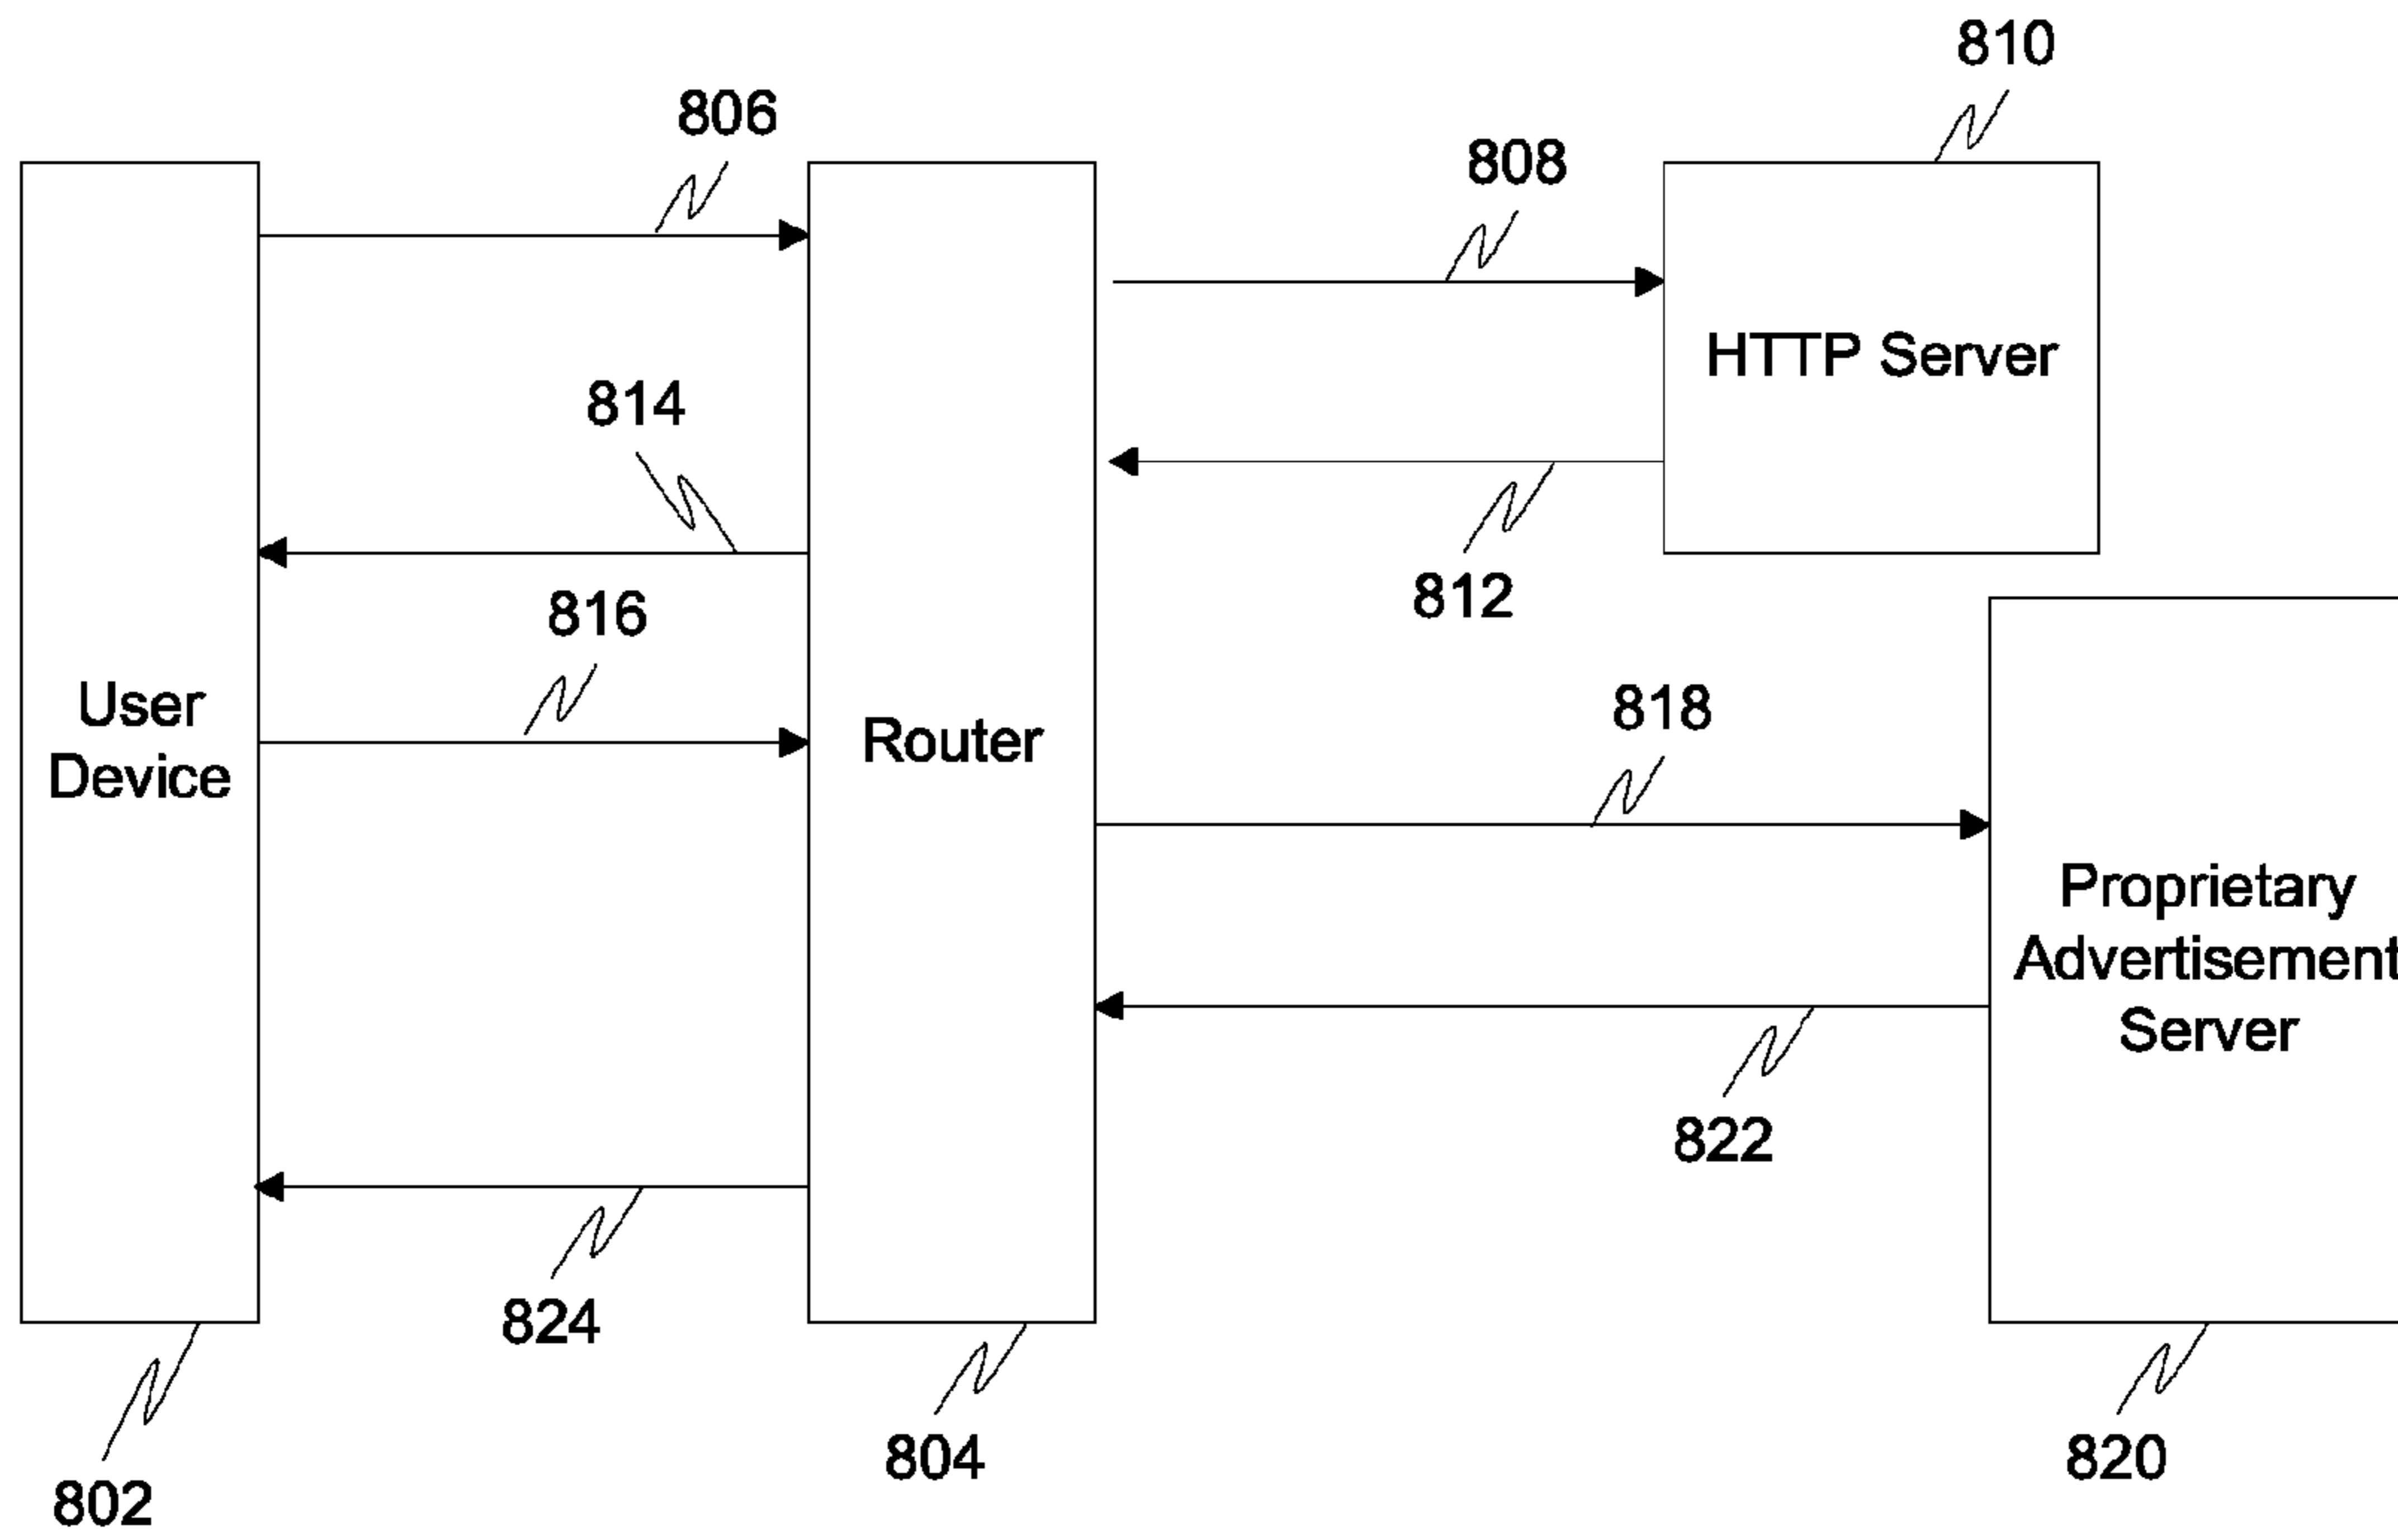 810
806
808
HTTP Server
814
812
816
User
Device
Router
818
Proprietary
Advertisement
Server
822
824
804
820
802